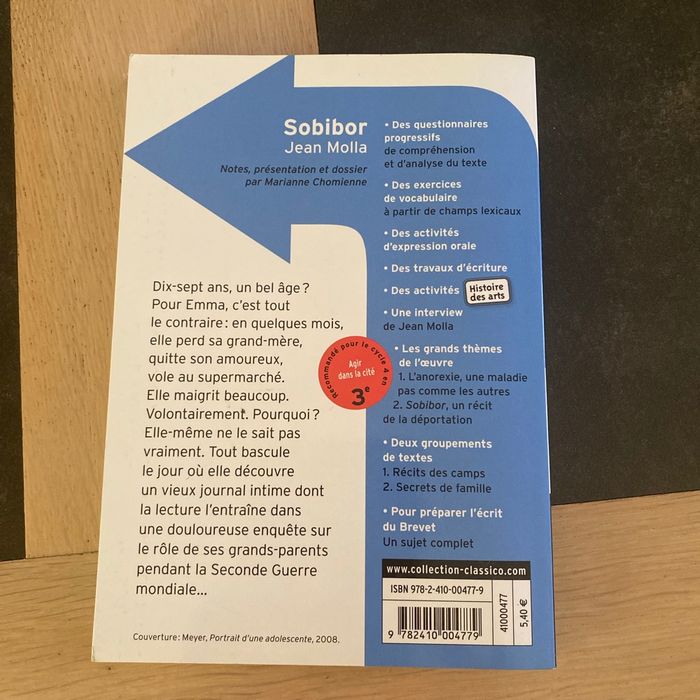 Sobibor
Jean Molla
Notes, présentation et dossier
par Marianne Chomienne
Dix-sept ans, un bel âge ?
Pour Emma, c'est tout
le contraire : en quelques mois,
elle perd sa grand-mère,
quitte son amoureux,
vole au supermarché.
Elle maigrit beaucoup.
Volontairement. Pourquoi ?
Elle-même ne le sait pas
vraiment. Tout bascule
le jour où elle découvre
un vieux journal intime dont
la lecture l'entraîne dans
une douloureuse enquête sur
le rôle de ses grands-parents
pendant la Seconde Guerre
mondiale...
Couverture : Meyer, Portrait d'une adolescente, 2008.
Recommandé pour le cycle 4 en
Agir
dans la cité
3e
• Des questionnaires
progressifs
de compréhension
et d'analyse du texte
• Des exercices
de vocabulaire
à partir de champs lexicaux
• Des activités
d'expression orale
• Des travaux d'écriture
• Des activités Histoire
des arts
• Une interview
de Jean Molla
• Les grands thèmes
de l'œuvre
1. L'anorexie, une maladie
pas comme les autres
2. Sobibor, un récit
de la déportation
• Deux groupements
de textes
1. Récits des camps
2. Secrets de famille
• Pour préparer l'écrit
du Brevet
Un sujet complet
www.collection-classico.com
ISBN 978-2-410-00477-9
9 782410 004779
41000477
5,40 €